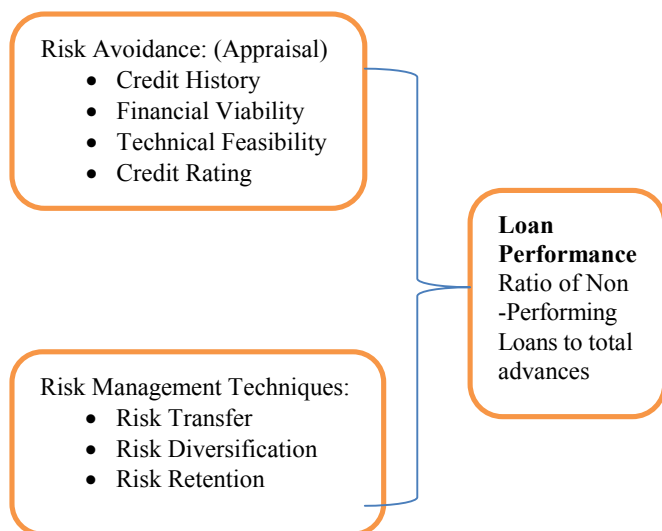 Risk Avoidance: (Appraisal)
• Credit History
• Financial Viability
• Technical Feasibility
• Credit Rating
Loan
Performance
Ratio of Non
-Performing
Loans to total
advances
Risk Management Techniques:
• Risk Transfer
• Risk Diversification
• Risk Retention